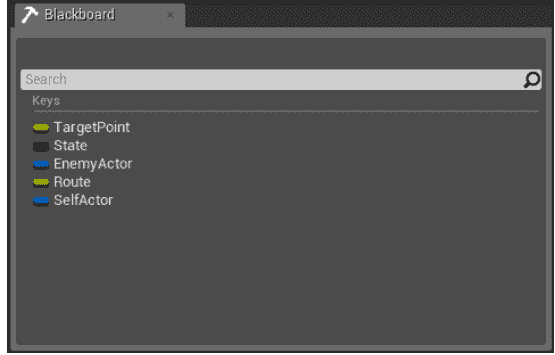 Blackboard
Search
Keys
TargetPoint
State
EnemyActor
Route
SelfActor